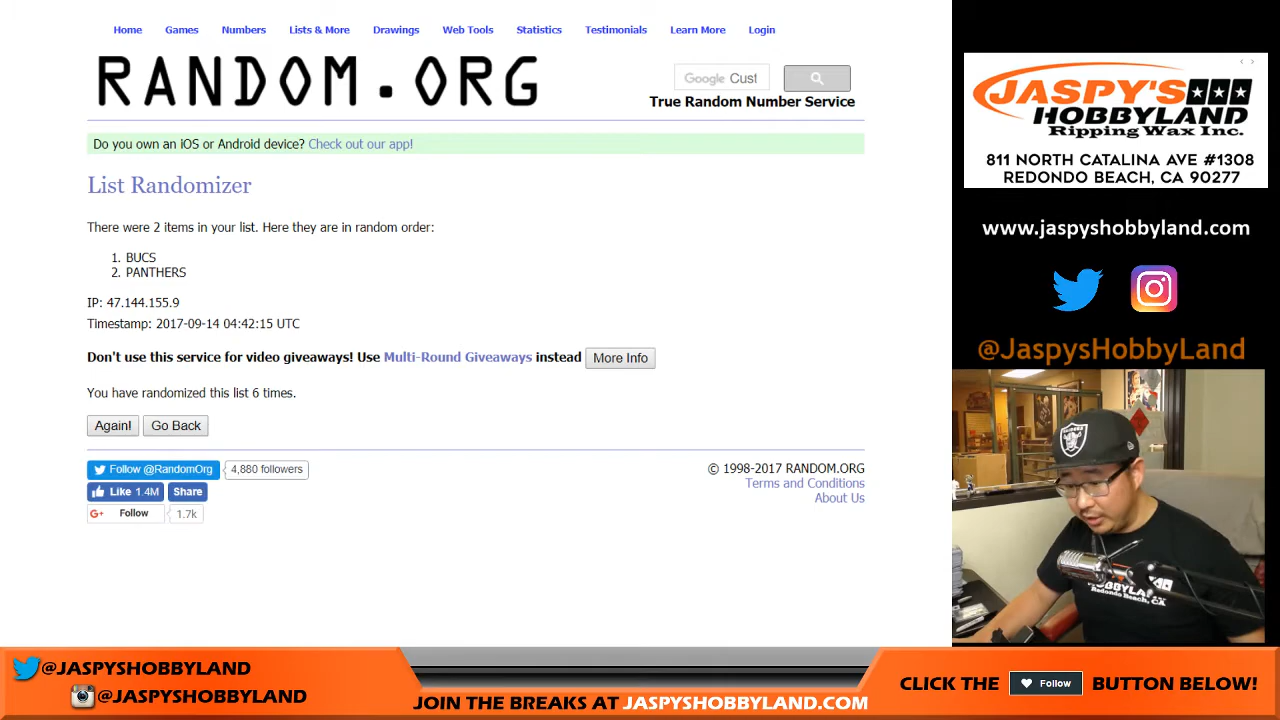 Home Games Numbers Lists & More Drawings Web Tools Statistics Testimonials Learn More Login
RANDOM.ORG
Google Cust
True Random Number Service
Do you own an iOS or Android device? Check out our app!
List Randomizer
There were 2 items in your list. Here they are in random order:
1. BUCS
2. PANTHERS
IP: 47.144.155.9
Timestamp: 2017-09-14 04:42:15 UTC
Don't use this service for video giveaways! Use Multi-Round Giveaways instead More Info
You have randomized this list 6 times.
Again! Go Back
Follow @RandomOrg 4,880 followers
Like 1.4M Share
G+ Follow 1.7k
© 1998-2017 RANDOM.ORG
Terms and Conditions
About Us
JASPY'S
HOBBYLAND
Ripping Wax Inc.
811 NORTH CATALINA AVE #1308
REDONDO BEACH, CA 90277
www.jaspyshobbyland.com
@JaspysHobbyLand
RAIDERS
HOBBYLAND
Redondo Beach, CA
@JASPYSHOBBYLAND
@JASPYSHOBBYLAND
JOIN THE BREAKS AT JASPYSHOBBYLAND.COM
CLICK THE Follow BUTTON BELOW!